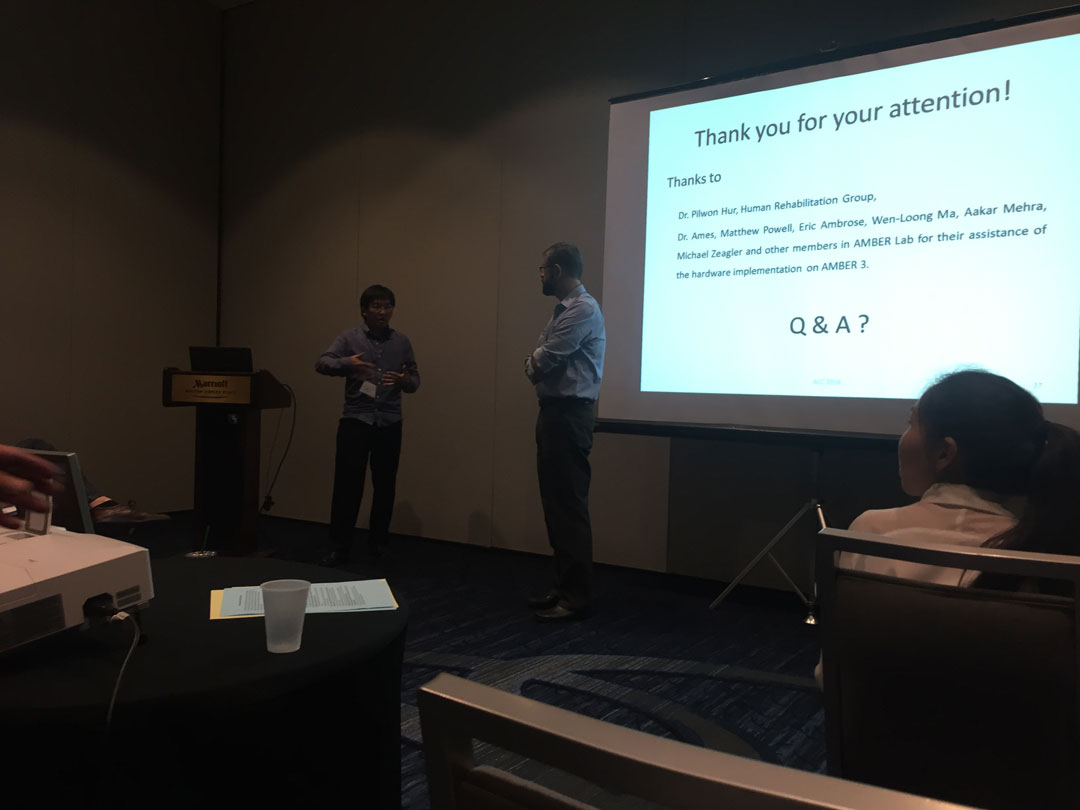 Thank you for your attention!
Thanks to
Dr. Pilwon Hur, Human Rehabilitation Group,
Dr. Ames, Matthew Powell, Eric Ambrose, Wen-Loong Ma, Aakar Mehra,
Michael Zeagler and other members in AMBER Lab for their assistance of
the hardware implementation on AMBER 3.
Q & A ?
37
Marriott